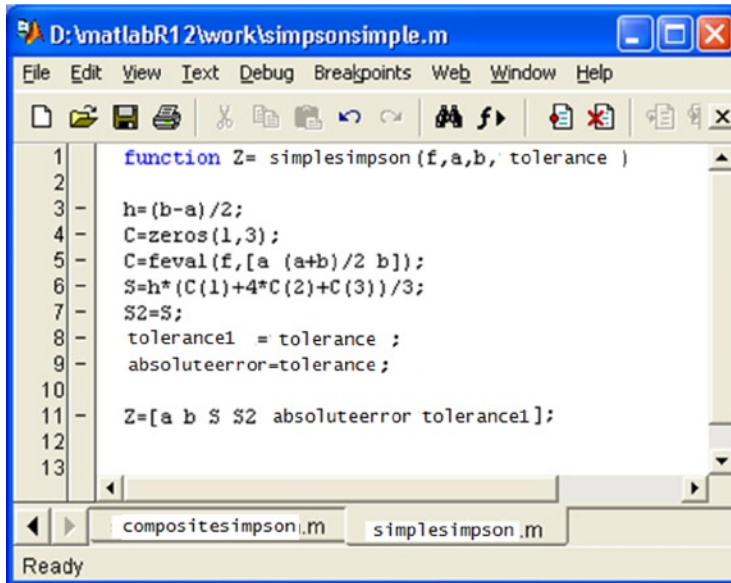 D:\matlabR12\work\simpsonsimple.m
File Edit View Text Debug Breakpoints Web Window Help
1 function Z= simplesimpson(f,a,b, tolerance )
2
3 - h=(b-a)/2;
4 - C=zeros(1,3);
5 - C=feval(f,[a (a+b)/2 b]);
6 - S=h*(C(1)+4*C(2)+C(3))/3;
7 - S2=S;
8 - tolerance1 = tolerance ;
9 - absoluteerror=tolerance;
10
11 - Z=[a b S S2 absoluteerror tolerance1];
12
13
compositesimpson.m simplesimpson.m
Ready